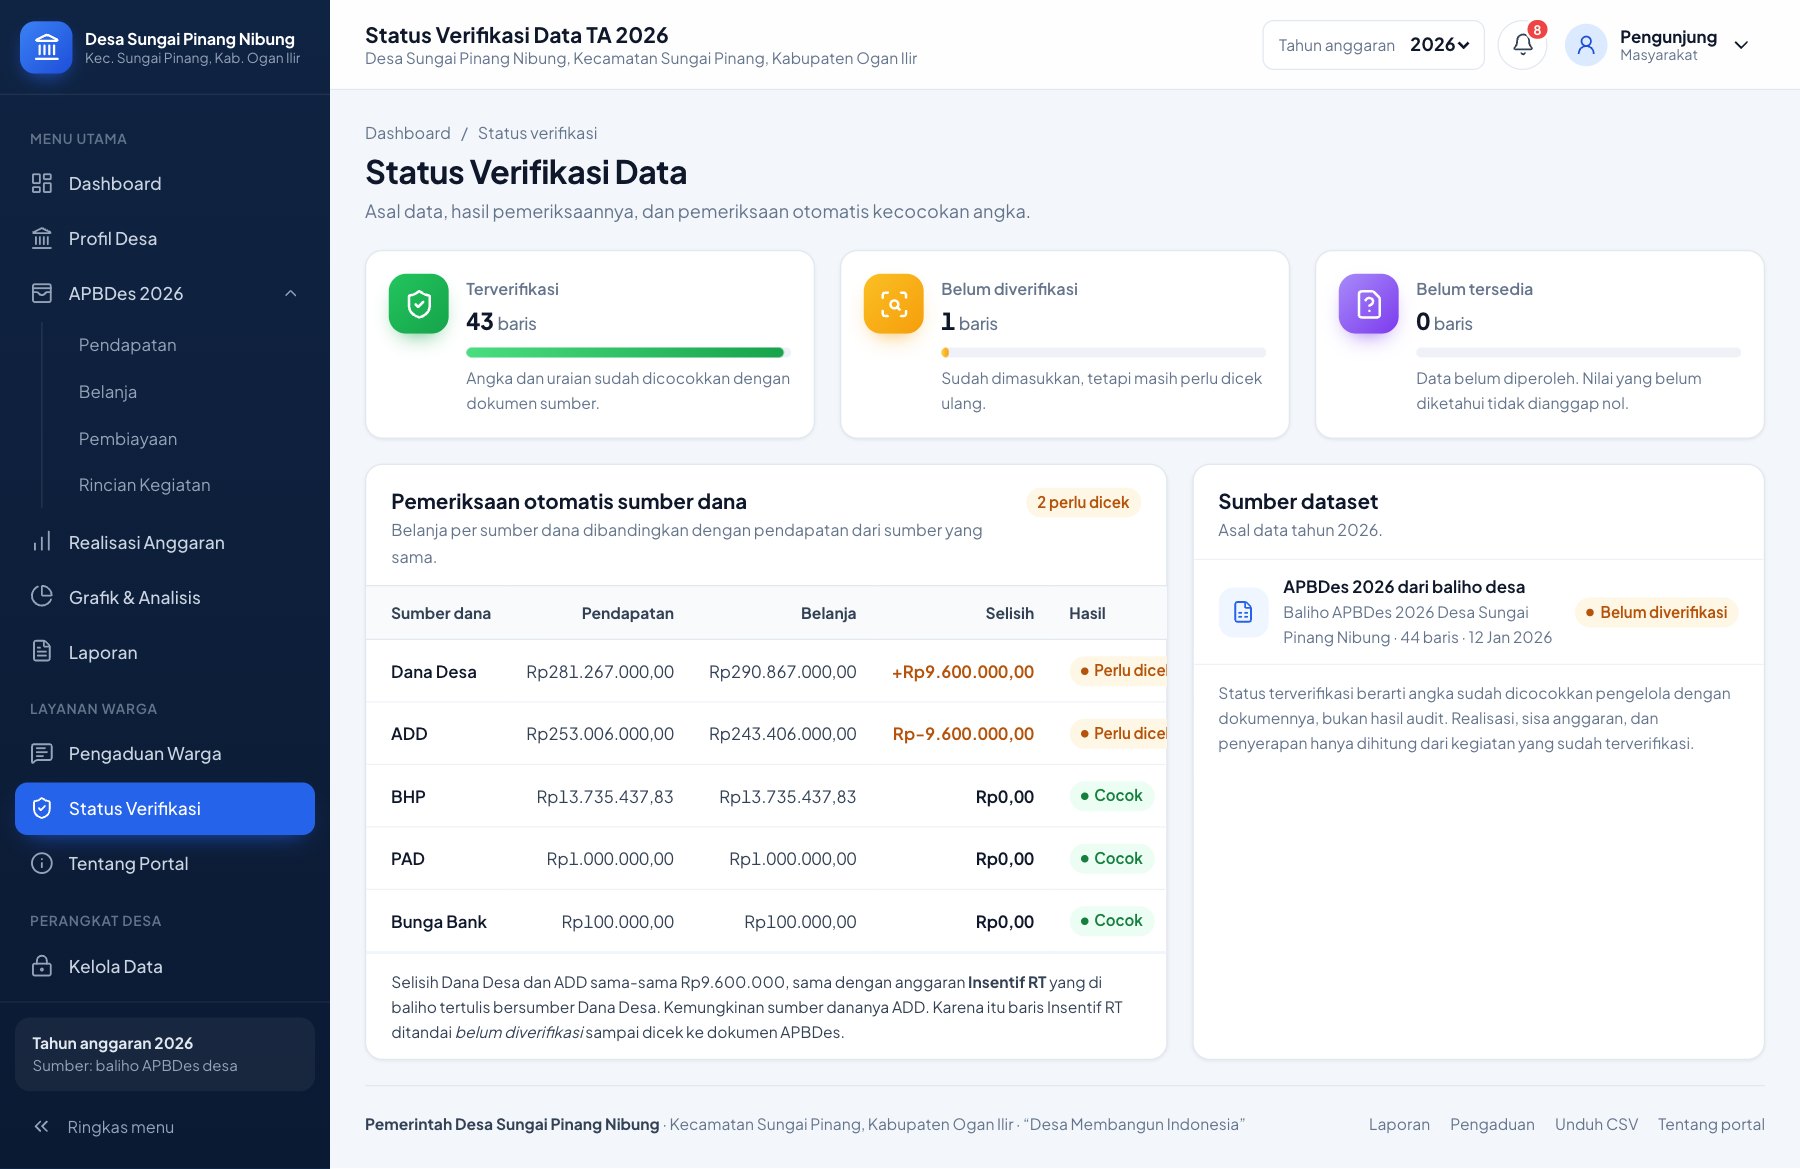 Desa Sungai Pinang Nibung
Kec. Sungai Pinang, Kab. Ogan Ilir
MENU UTAMA
Dashboard
Profil Desa
APBDes 2026
Pendapatan
Belanja
Pembiayaan
Rincian Kegiatan
Realisasi Anggaran
Grafik & Analisis
Laporan
LAYANAN WARGA
Pengaduan Warga
Status Verifikasi
Tentang Portal
PERANGKAT DESA
Kelola Data
Tahun anggaran 2026
Sumber: baliho APBDes desa
Ringkas menu
Status Verifikasi Data TA 2026
Desa Sungai Pinang Nibung, Kecamatan Sungai Pinang, Kabupaten Ogan Ilir
Tahun anggaran 2026
8
Pengunjung
Masyarakat
Dashboard / Status verifikasi
Status Verifikasi Data
Asal data, hasil pemeriksaannya, dan pemeriksaan otomatis kecocokan angka.
Terverifikasi
43 baris
Angka dan uraian sudah dicocokkan dengan
dokumen sumber.
Belum diverifikasi
1 baris
Sudah dimasukkan, tetapi masih perlu dicek
ulang.
Belum tersedia
0 baris
Data belum diperoleh. Nilai yang belum
diketahui tidak dianggap nol.
Pemeriksaan otomatis sumber dana
2 perlu dicek
Belanja per sumber dana dibandingkan dengan pendapatan dari sumber yang
sama.
Sumber dana Pendapatan Belanja Selisih Hasil
Dana Desa Rp281.267.000,00 Rp290.867.000,00 +Rp9.600.000,00 Perlu dicek
ADD Rp253.006.000,00 Rp243.406.000,00 Rp-9.600.000,00 Perlu dicek
BHP Rp13.735.437,83 Rp13.735.437,83 Rp0,00 Cocok
PAD Rp1.000.000,00 Rp1.000.000,00 Rp0,00 Cocok
Bunga Bank Rp100.000,00 Rp100.000,00 Rp0,00 Cocok
Selisih Dana Desa dan ADD sama-sama Rp9.600.000, sama dengan anggaran Insentif RT yang di
baliho tertulis bersumber Dana Desa. Kemungkinan sumber dananya ADD. Karena itu baris Insentif RT
ditandai belum diverifikasi sampai dicek ke dokumen APBDes.
Sumber dataset
Asal data tahun 2026.
APBDes 2026 dari baliho desa
Baliho APBDes 2026 Desa Sungai
Pinang Nibung · 44 baris · 12 Jan 2026
Belum diverifikasi
Status terverifikasi berarti angka sudah dicocokkan pengelola dengan
dokumennya, bukan hasil audit. Realisasi, sisa anggaran, dan
penyerapan hanya dihitung dari kegiatan yang sudah terverifikasi.
Pemerintah Desa Sungai Pinang Nibung · Kecamatan Sungai Pinang, Kabupaten Ogan Ilir · “Desa Membangun Indonesia”
Laporan Pengaduan Unduh CSV Tentang portal